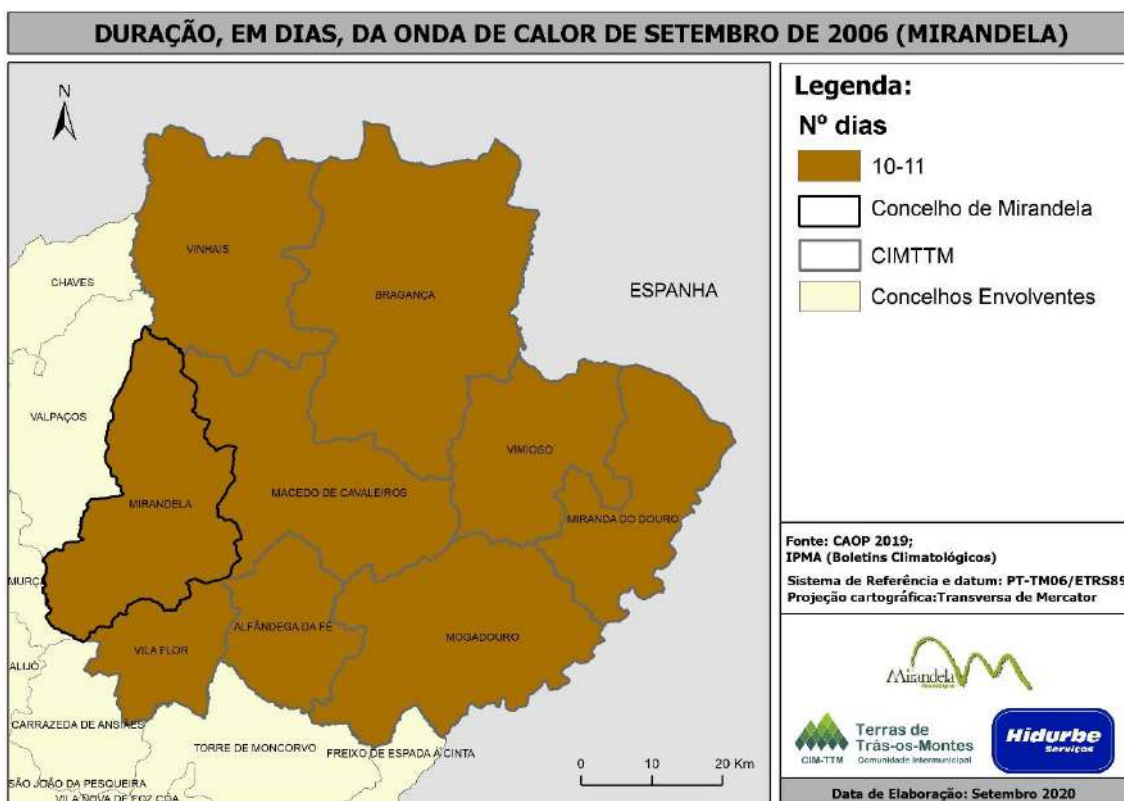 DURAÇÃO, EM DIAS, DA ONDA DE CALOR DE SETEMBRO DE 2006 (MIRANDELA)
N
VINHAIS
CHAVES
BRAGANÇA
ESPANHA
VALPAÇOS
VIMIOSO
MACEDO DE CAVALEIROS
MIRANDELA
MIRANDA DO DOURO
MURÇA
ALFÂNDEGA DA FÉ
MOGADOURO
VILA FLOR
ALIJÓ
CARRAZEDA DE ANSIÃES
TORRE DE MONCORVO
FREIXO DE ESPADA À CINTA
SÃO JOÃO DA PESQUEIRA
VILA NOVA DE FOZ CÔA
0 10 20 Km
Legenda:
Nº dias
10-11
Concelho de Mirandela
CIMTTM
Concelhos Envolventes
Fonte: CAOP 2019;
IPMA (Boletins Climatológicos)
Sistema de Referência e datum: PT-TM06/ETRS89
Projeção cartográfica:Transversa de Mercator
Mirandela
Terras de
Trás-os-Montes
CIM-TTM Comunidade Intermunicipal
Hidurbe
Serviços
Data de Elaboração: Setembro 2020